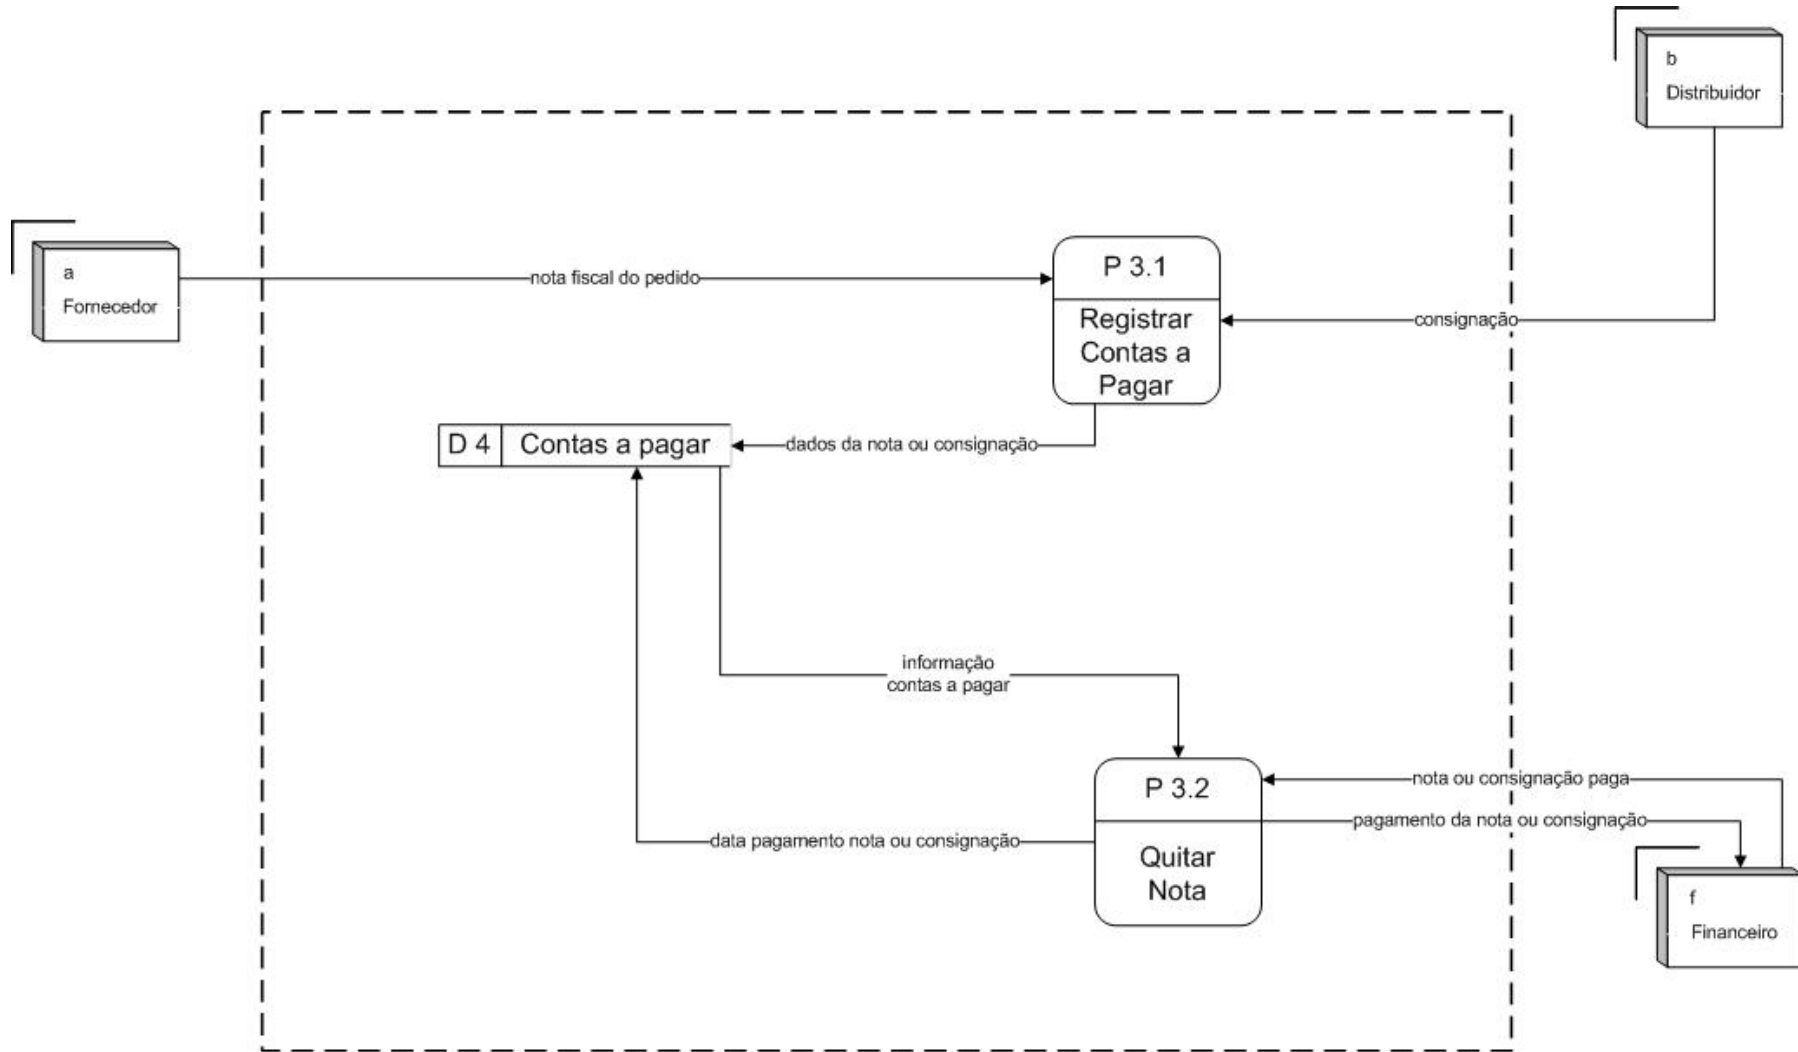 b
Distribuidor
a
Fornecedor
nota fiscal do pedido
P 3.1
Registrar
Contas a
Pagar
consignação
D 4
Contas a pagar
dados da nota ou consignação
informação
contas a pagar
P 3.2
Quitar
Nota
nota ou consignação paga
pagamento da nota ou consignação
data pagamento nota ou consignação
f
Financeiro